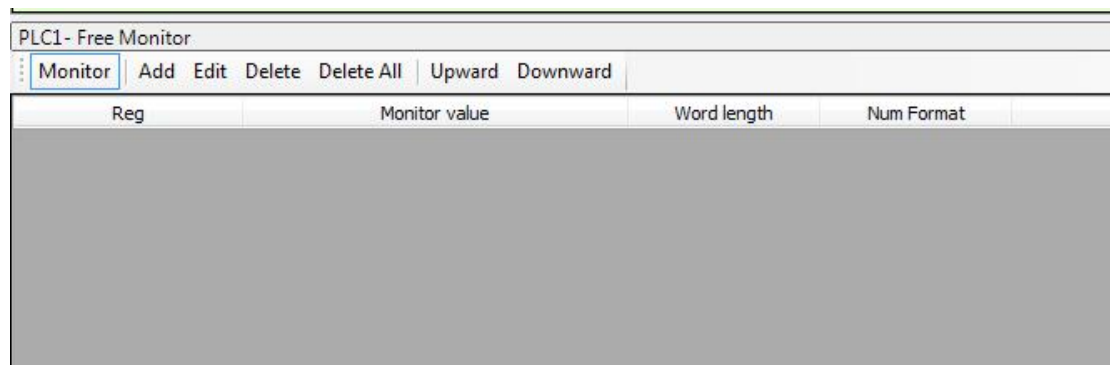 PLC1- Free Monitor
Monitor Add Edit Delete Delete All Upward Downward
Reg Monitor value Word length Num Format